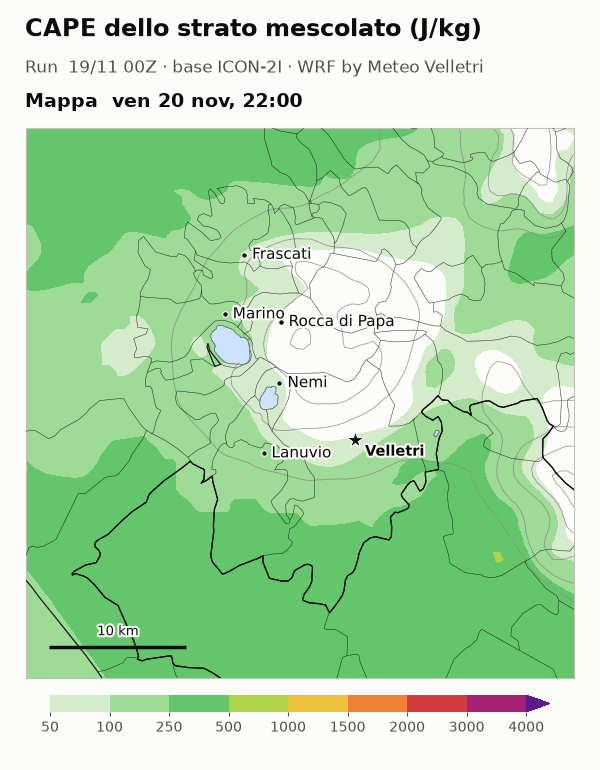 CAPE dello strato mescolato (J/kg)
Run  19/11 00Z · base ICON-2I · WRF by Meteo Velletri
Mappa  ven 20 nov, 22:00
Frascati
Marino
Rocca di Papa
Nemi
Velletri
Lanuvio
10 km
50 100 250 500 1000 1500 2000 3000 4000